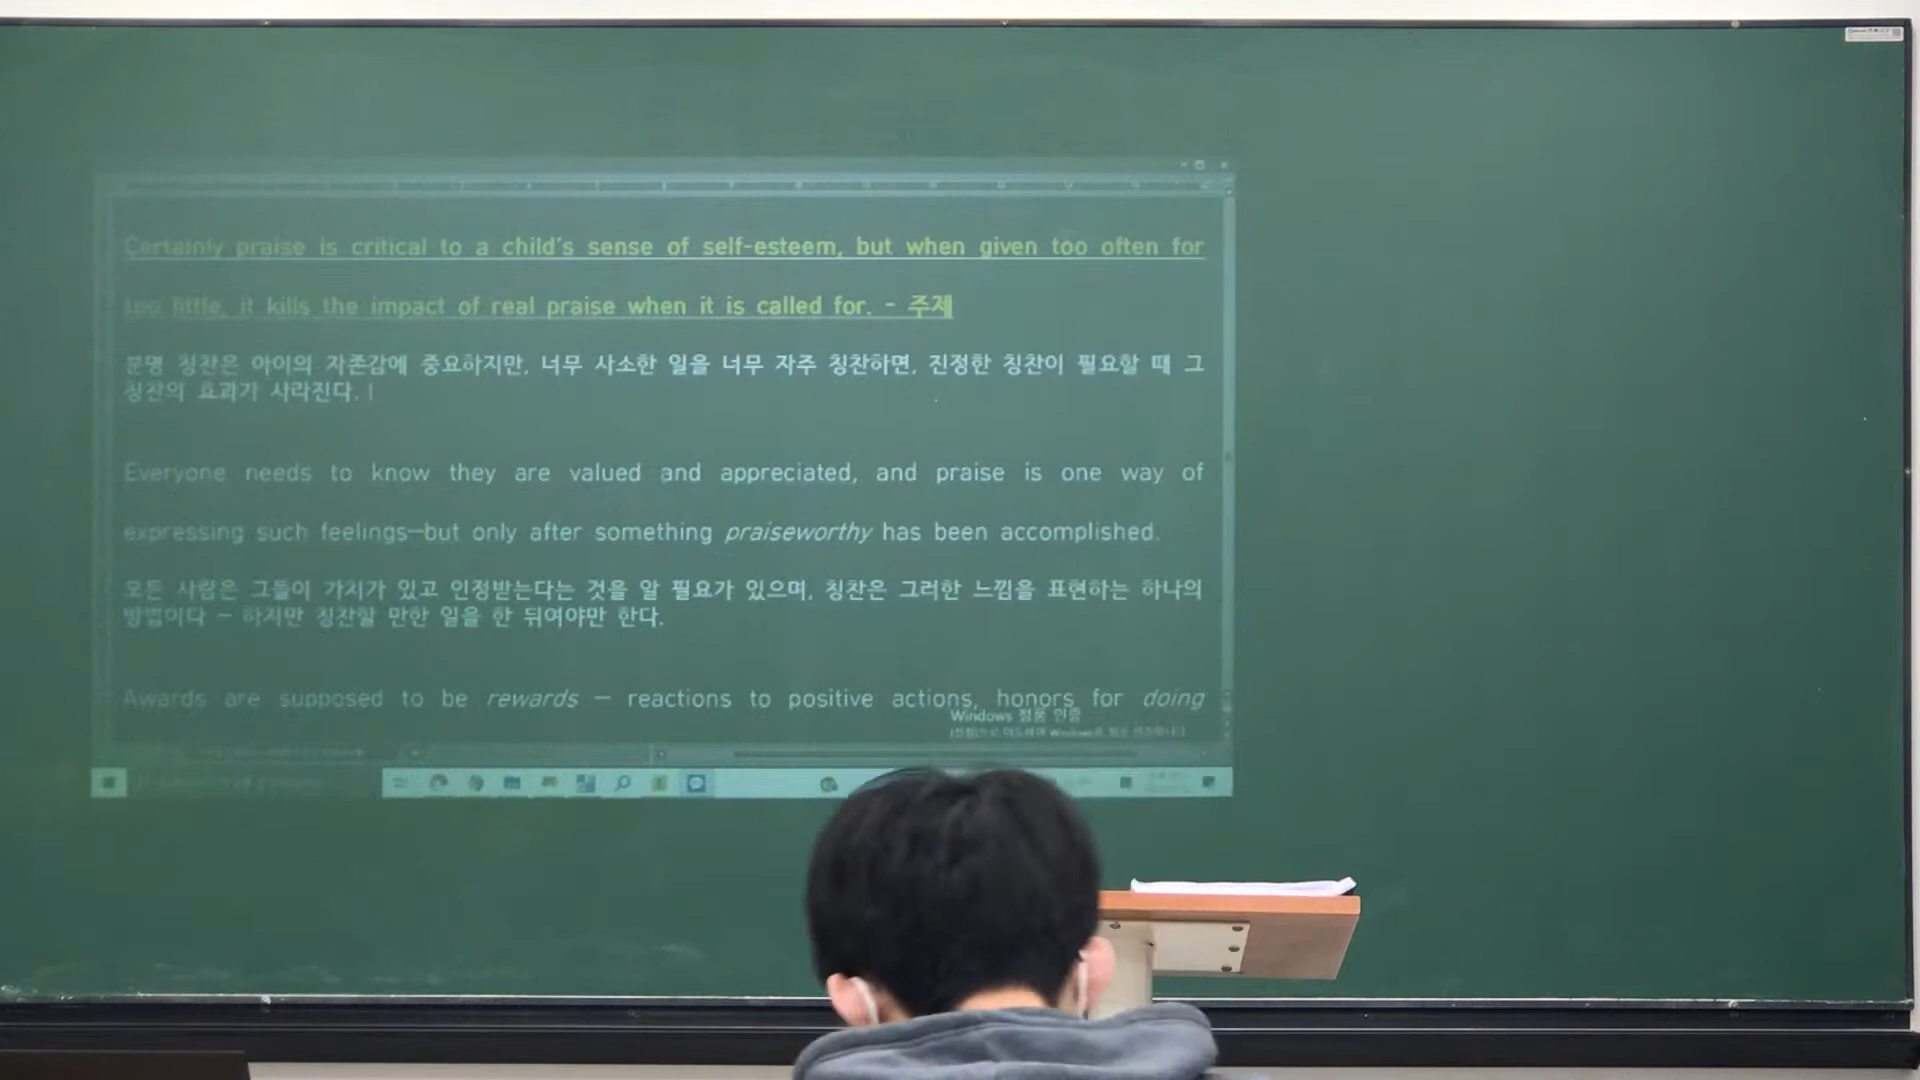 Certainly praise is critical to a child's sense of self-esteem, but when given too often for
too little, it kills the impact of real praise when it is called for. - 주제
분명 칭찬은 아이의 자존감에 중요하지만, 너무 사소한 일을 너무 자주 칭찬하면, 진정한 칭찬이 필요할 때 그
칭찬의 효과가 사라진다.
Everyone needs to know they are valued and appreciated, and praise is one way of
expressing such feelings—but only after something praiseworthy has been accomplished.
모든 사람은 그들이 가치가 있고 인정받는다는 것을 알 필요가 있으며, 칭찬은 그러한 느낌을 표현하는 하나의
방법이다 - 하지만 칭찬할 만한 일을 한 뒤여야만 한다.
Awards are supposed to be rewards — reactions to positive actions, honors for doing
Windows 정품 인증